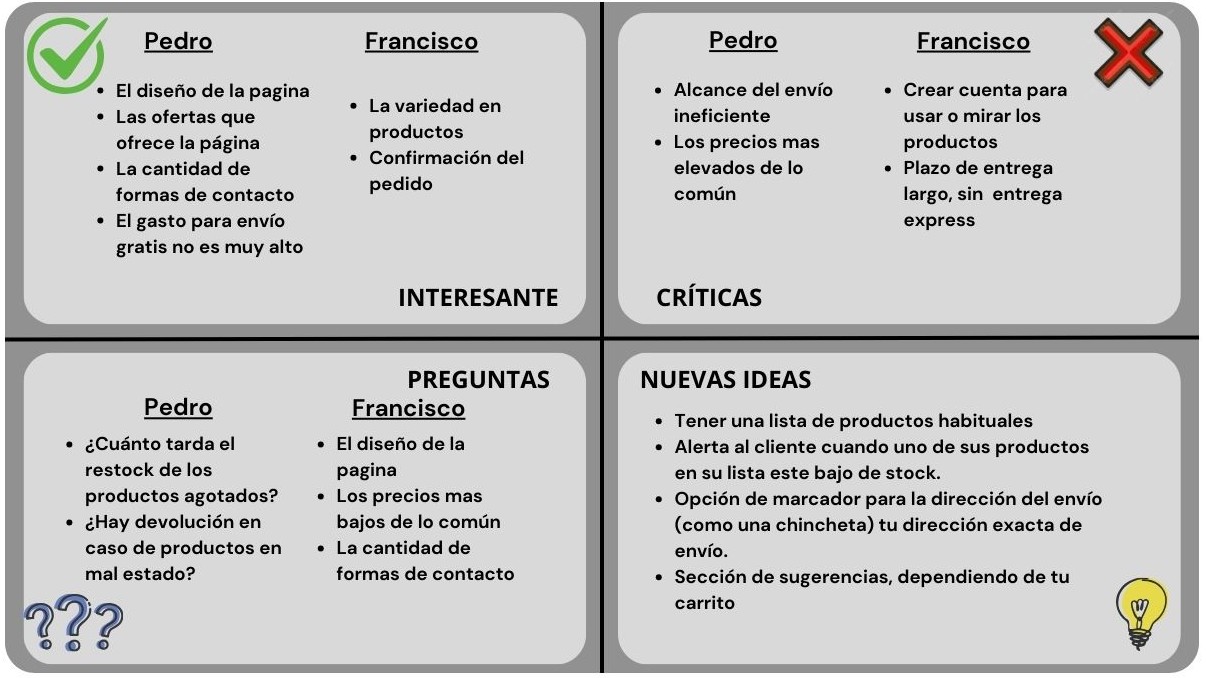 Pedro
El diseño de la pagina
Las ofertas que
ofrece la página
La cantidad de
formas de contacto
El gasto para envío
gratis no es muy alto
Francisco
La variedad en
productos
Confirmación del
pedido
INTERESANTE
Pedro
Alcance del envío
ineficiente
Los precios mas
elevados de lo
común
Francisco
Crear cuenta para
usar o mirar los
productos
Plazo de entrega
largo, sin entrega
express
CRÍTICAS
PREGUNTAS
Pedro
¿Cuánto tarda el
restock de los
productos agotados?
¿Hay devolución en
caso de productos en
mal estado?
Francisco
El diseño de la
pagina
Los precios mas
bajos de lo común
La cantidad de
formas de contacto
???
NUEVAS IDEAS
Tener una lista de productos habituales
Alerta al cliente cuando uno de sus productos
en su lista este bajo de stock.
Opción de marcador para la dirección del envío
(como una chincheta) tu dirección exacta de
envío.
Sección de sugerencias, dependiendo de tu
carrito